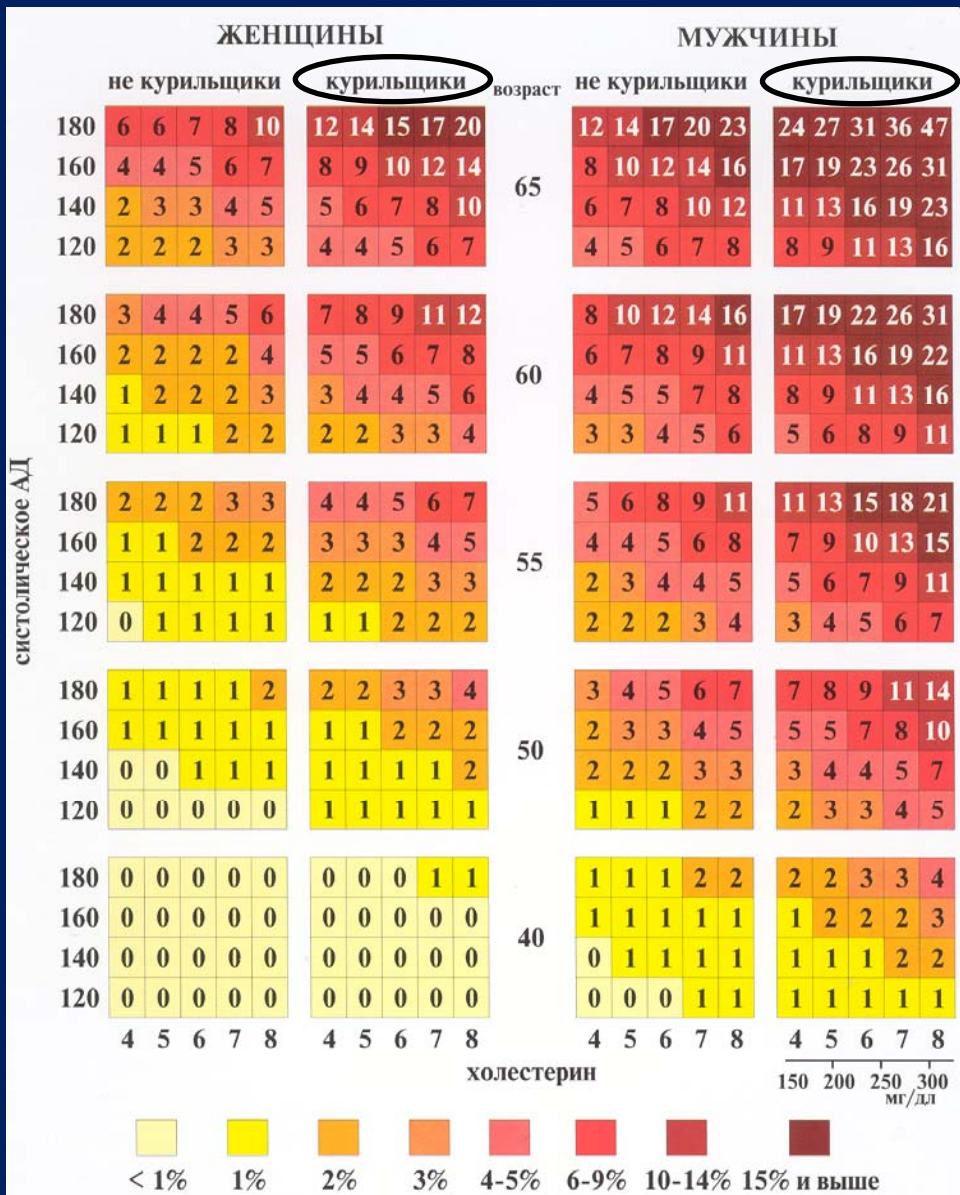 ЖЕНЩИНЫ МУЖЧИНЫ
не курильщики курильщики возраст не курильщики курильщики
180 6 6 7 8 10 12 14 15 17 20 12 14 17 20 23 24 27 31 36 47
160 4 4 5 6 7 8 9 10 12 14 8 10 12 14 16 17 19 23 26 31
65
140 2 3 3 4 5 5 6 7 8 10 6 7 8 10 12 11 13 16 19 23
120 2 2 2 3 3 4 4 5 6 7 4 5 6 7 8 8 9 11 13 16
180 3 4 4 5 6 7 8 9 11 12 8 10 12 14 16 17 19 22 26 31
160 2 2 2 2 4 5 5 6 7 8 6 7 8 9 11 11 13 16 19 22
60
140 1 2 2 2 3 3 4 4 5 6 4 5 5 7 8 8 9 11 13 16
120 1 1 1 2 2 2 2 3 3 4 3 3 4 5 6 5 6 8 9 11
систолическое АД
180 2 2 2 3 3 4 4 5 6 7 5 6 8 9 11 11 13 15 18 21
160 1 1 2 2 2 3 3 3 4 5 4 4 5 6 8 7 9 10 13 15
55
140 1 1 1 1 1 2 2 2 3 3 2 3 4 4 5 5 6 7 9 11
120 0 1 1 1 1 1 1 2 2 2 2 2 2 3 4 3 4 5 6 7
180 1 1 1 1 2 2 2 3 3 4 3 4 5 6 7 7 8 9 11 14
160 1 1 1 1 1 1 1 2 2 2 2 3 3 4 5 5 5 7 8 10
50
140 0 0 1 1 1 1 1 1 1 2 2 2 2 3 3 3 4 4 5 7
120 0 0 0 0 0 1 1 1 1 1 1 1 1 2 2 2 3 3 4 5
180 0 0 0 0 0 0 0 0 1 1 1 1 1 2 2 2 2 3 3 4
160 0 0 0 0 0 0 0 0 0 0 1 1 1 1 1 1 2 2 2 3
40
140 0 0 0 0 0 0 0 0 0 0 0 1 1 1 1 1 1 1 2 2
120 0 0 0 0 0 0 0 0 0 0 0 0 0 1 1 1 1 1 1 1
4 5 6 7 8 4 5 6 7 8 4 5 6 7 8 4 5 6 7 8
холестерин
150 200 250 300
мг/дл
< 1% 1% 2% 3% 4-5% 6-9% 10-14% 15% и выше